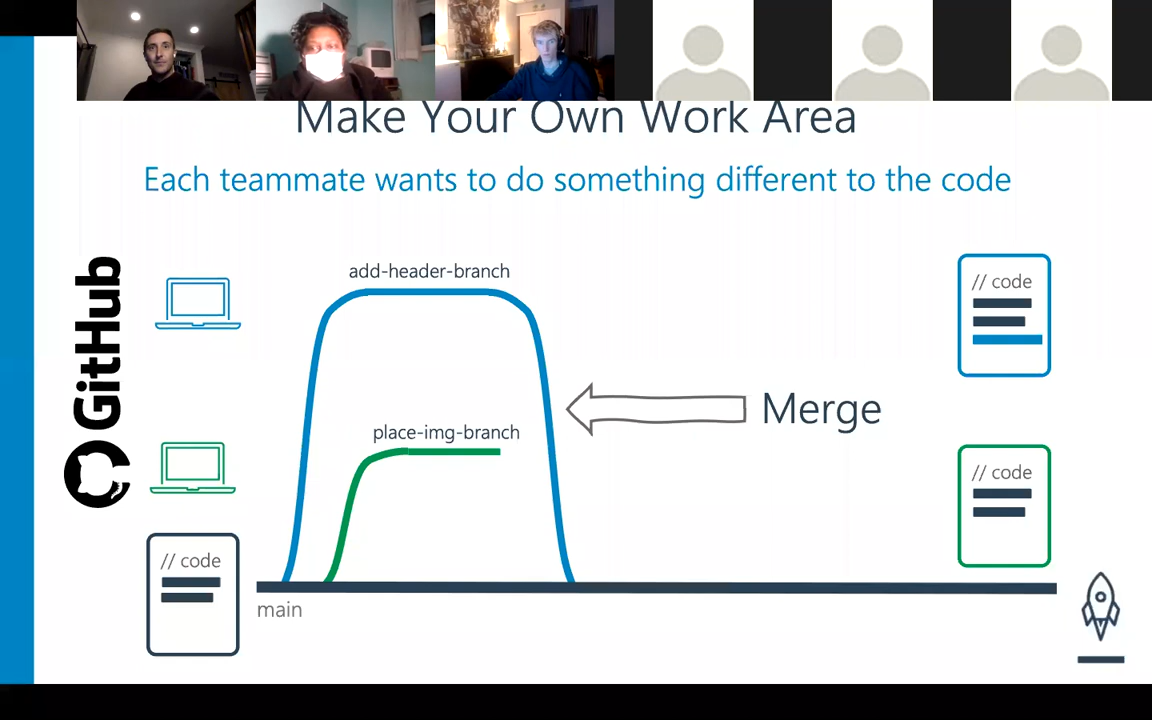 Make Your Own Work Area
Each teammate wants to do something different to the code
GitHub
add-header-branch
// code
Merge
place-img-branch
// code
// code
main